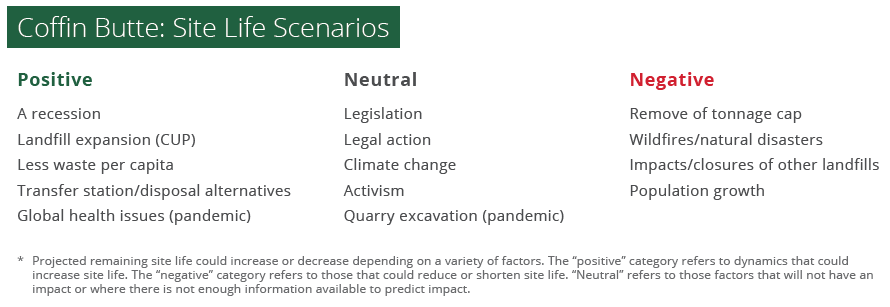 Coffin Butte: Site Life Scenarios
Positive
A recession
Landfill expansion (CUP)
Less waste per capita
Transfer station/disposal alternatives
Global health issues (pandemic)
Neutral
Legislation
Legal action
Climate change
Activism
Quarry excavation (pandemic)
Negative
Remove of tonnage cap
Wildfires/natural disasters
Impacts/closures of other landfills
Population growth
* Projected remaining site life could increase or decrease depending on a variety of factors. The “positive” category refers to dynamics that could
increase site life. The “negative” category refers to those that could reduce or shorten site life. “Neutral” refers to those factors that will not have an
impact or where there is not enough information available to predict impact.